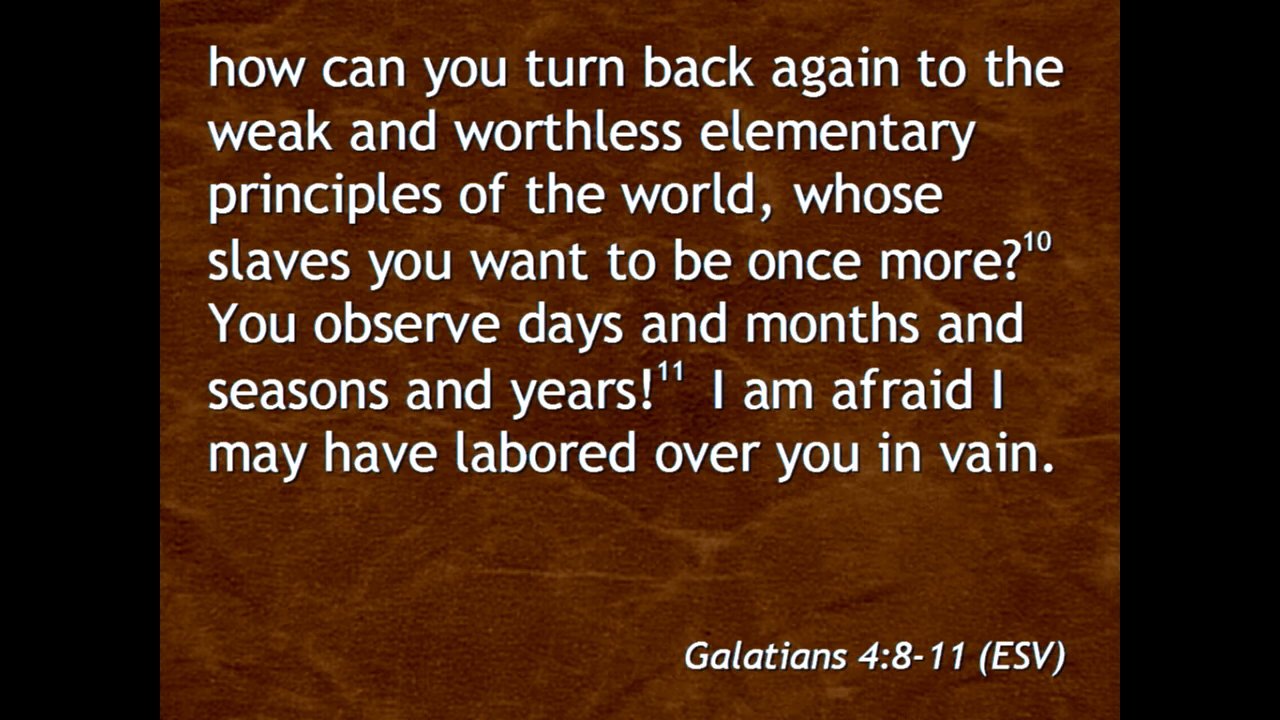 how can you turn back again to the
weak and worthless elementary
principles of the world, whose
slaves you want to be once more?10
You observe days and months and
seasons and years!11 I am afraid I
may have labored over you in vain.
Galatians 4:8-11 (ESV)